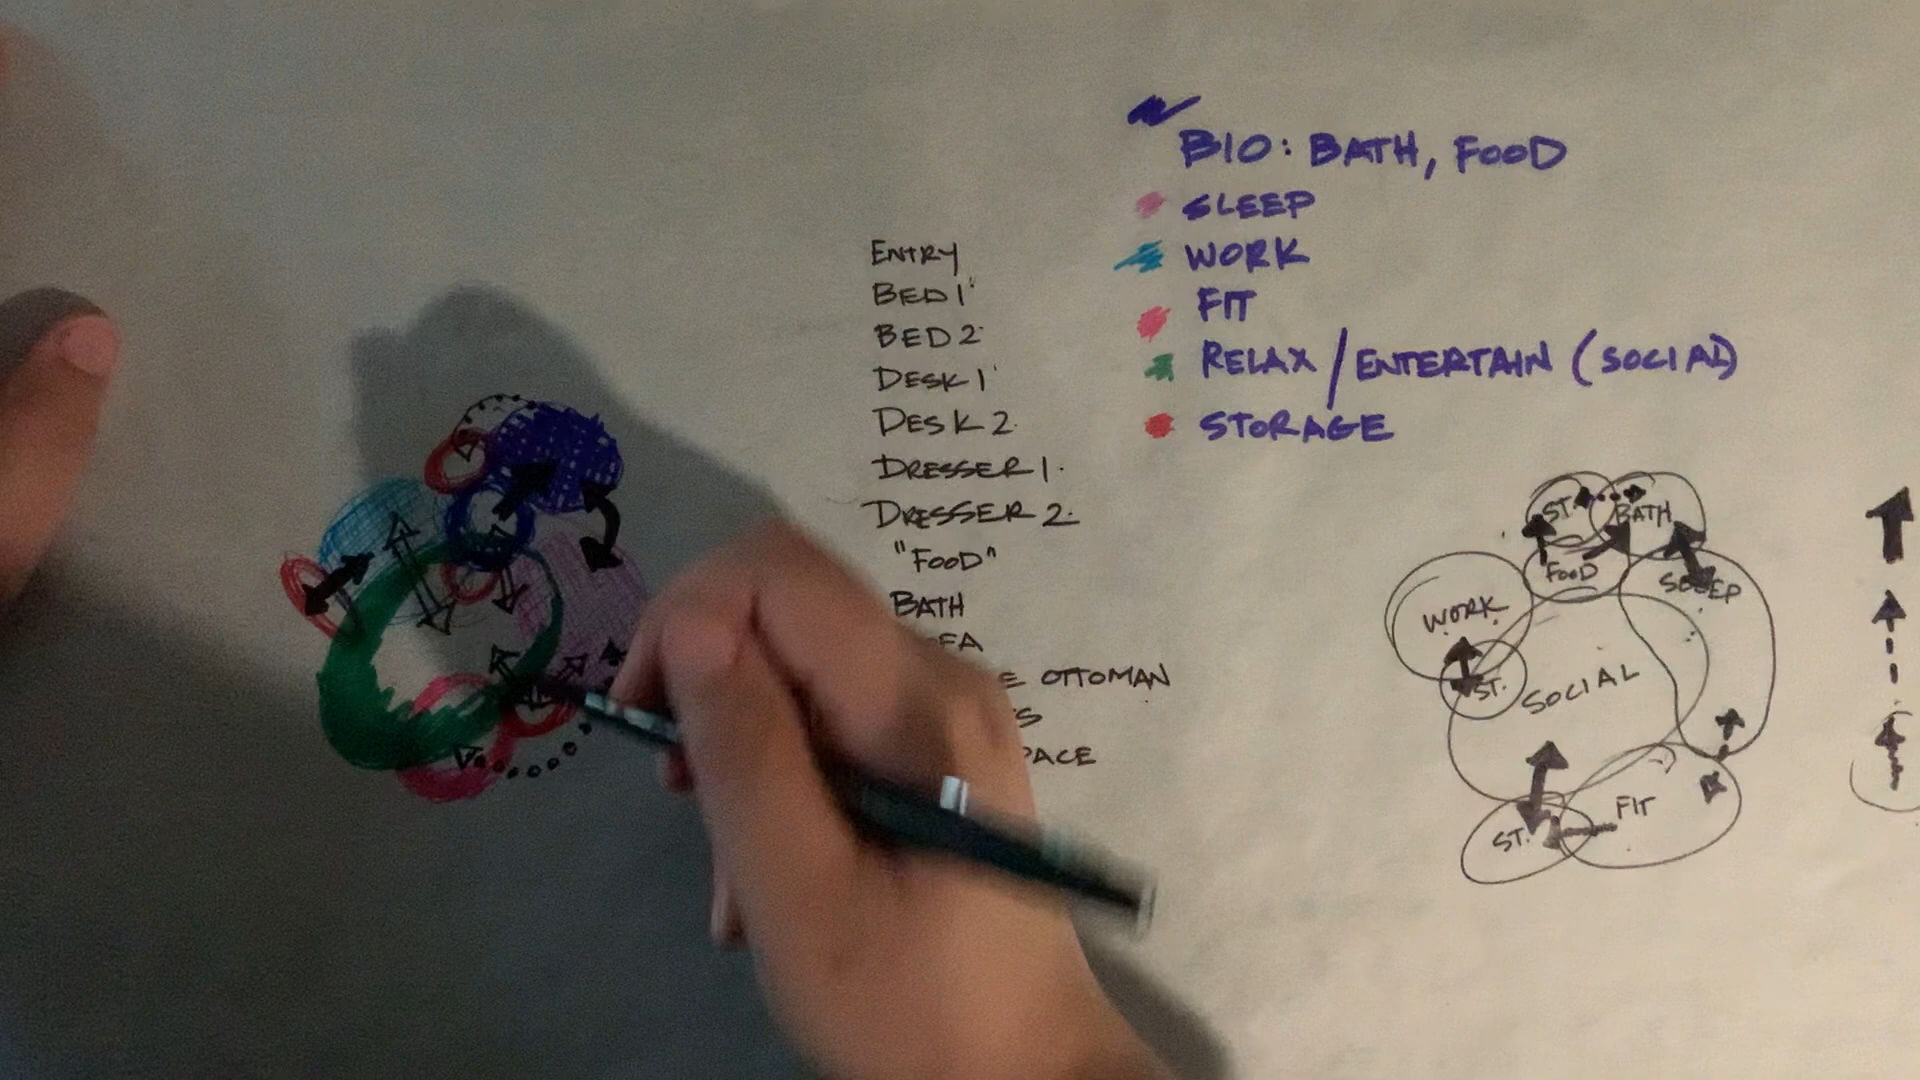 BIO: BATH, FOOD
SLEEP
WORK
FIT
RELAX / ENTERTAIN (SOCIAL)
STORAGE
ENTRY
BED 1
BED 2
DESK 1
DESK 2
DRESSER 1
DRESSER 2
"FOOD"
BATH
OTTOMAN
ST.
BATH
FOOD
SLEEP
WORK
ST.
SOCIAL
FIT
ST.